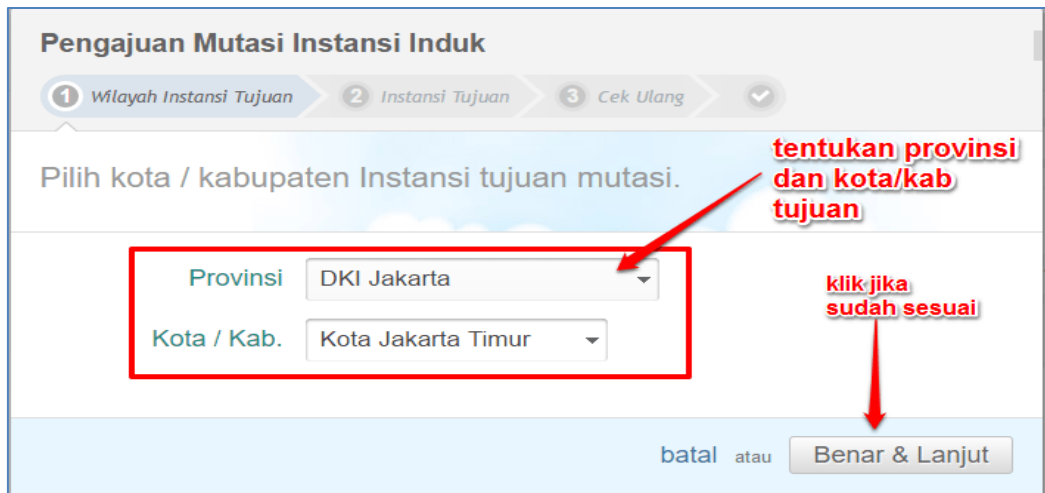 Pengajuan Mutasi Instansi Induk
1 Wilayah Instansi Tujuan 2 Instansi Tujuan 3 Cek Ulang
Pilih kota / kabupaten Instansi tujuan mutasi.
tentukan provinsi
dan kota/kab
tujuan
Provinsi DKI Jakarta
Kota / Kab. Kota Jakarta Timur
klik jika
sudah sesuai
batal atau Benar & Lanjut